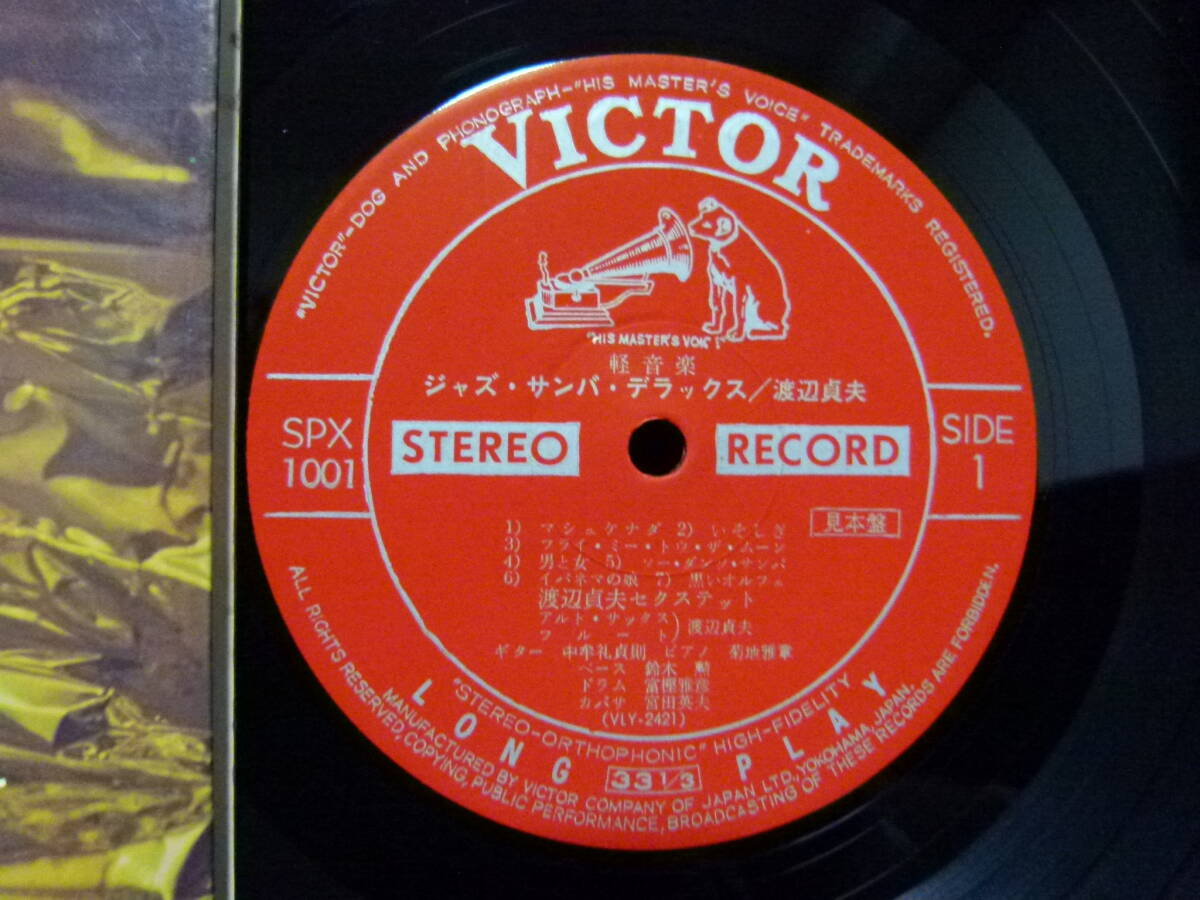 "VICTOR"-DOG AND PHONOGRAPH-"HIS MASTER'S VOICE" TRADEMARKS REGISTERED.
VICTOR
"HIS MASTER'S VOICE"
軽音楽
ジャズ・サンバ・デラックス/渡辺貞夫
SPX
1001
STEREO
RECORD
SIDE
1
見本盤
1) マシュケナダ 2) いそしぎ
3) フライ・ミー・トウ・ザ・ムーン
4) 男と女 5) ソー・ダンソ・サンバ
6) イパネマの娘 7) 黒いオルフェ
渡辺貞夫セクステット
アルト・サックス
フルート
)渡辺貞夫
ギター 中牟礼貞則 ピアノ 菊地雅章
ベース 鈴木 勲
ドラム 富樫雅彦
カバサ 宮田英夫
(VLY-2421)
"STEREO-ORTHOPHONIC" HIGH-FIDELITY
LONG PLAY
33 1/3
MANUFACTURED BY VICTOR COMPANY OF JAPAN LTD., YOKOHAMA, JAPAN.
ALL RIGHTS RESERVED, COPYING, PUBLIC PERFORMANCE, BROADCASTING OF THESE RECORDS ARE FORBIDDEN.